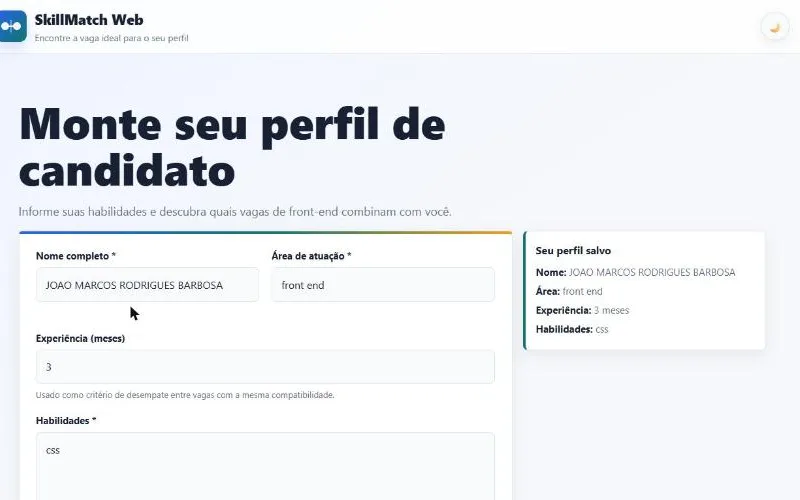 SkillMatch Web
Encontre a vaga ideal para o seu perfil
Monte seu perfil de
candidato
Informe suas habilidades e descubra quais vagas de front-end combinam com você.
Nome completo *
Área de atuação *
JOAO MARCOS RODRIGUES BARBOSA
front end
Experiência (meses)
3
Usado como critério de desempate entre vagas com a mesma compatibilidade.
Habilidades *
css
Seu perfil salvo
Nome: JOAO MARCOS RODRIGUES BARBOSA
Área: front end
Experiência: 3 meses
Habilidades: css